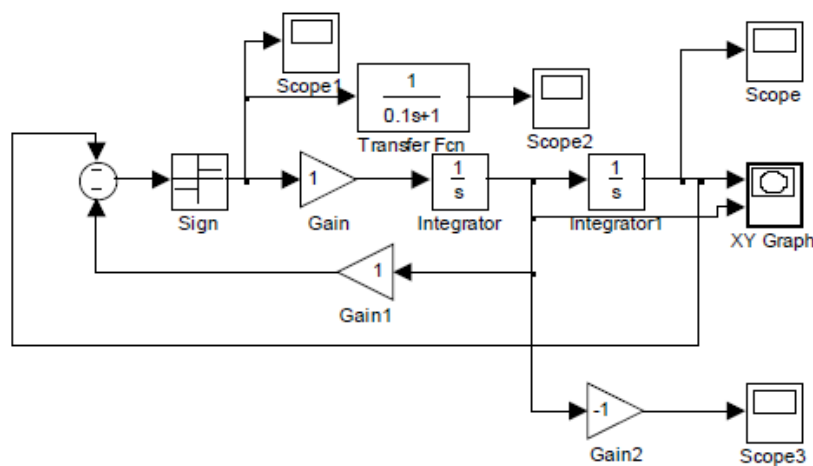 Scope1
1
0.1s+1
Transfer Fcn
Scope2
Scope
Sign
1
Gain
1
s
Integrator
1
s
Integrator1
XY Graph
1
Gain1
-1
Gain2
Scope3